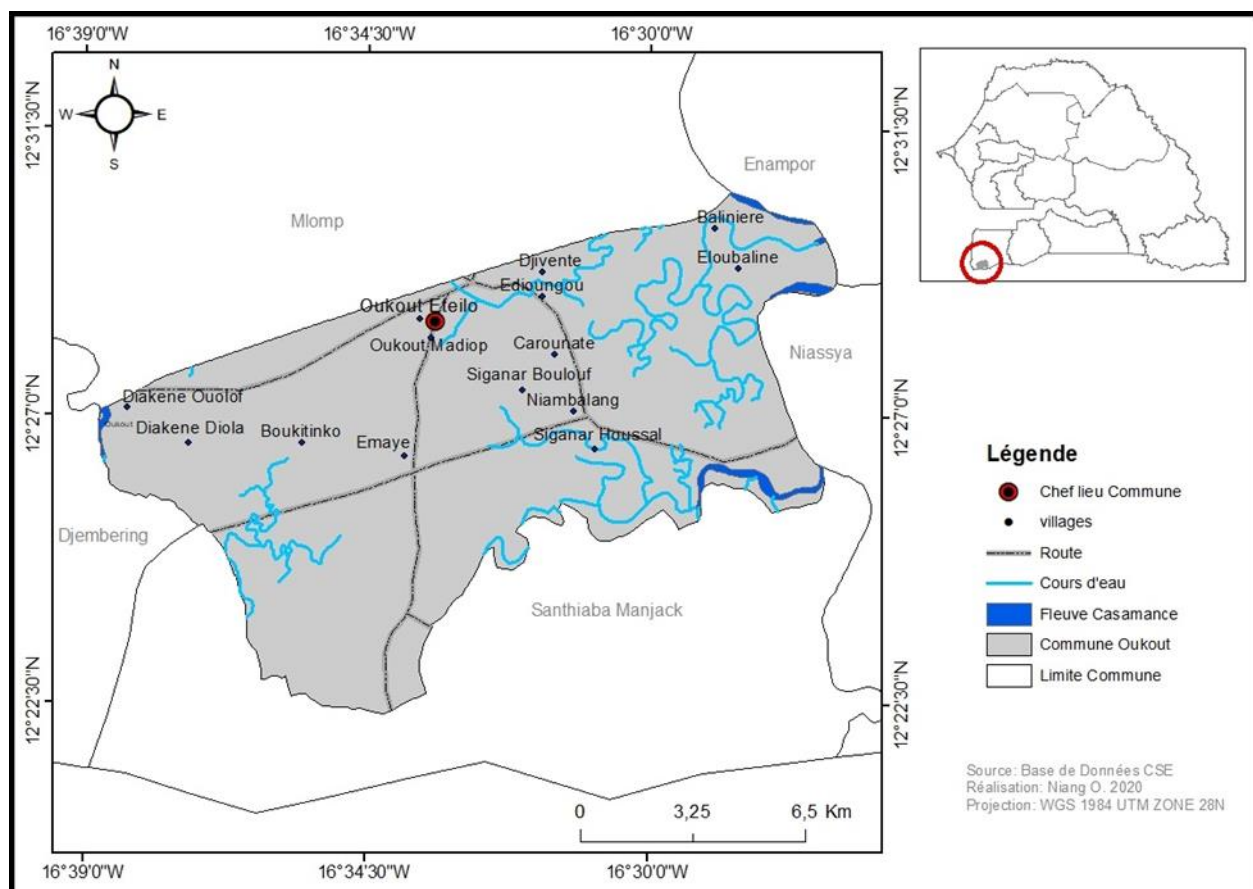 16°39'0"W
16°34'30"W
16°30'0"W
N
W
E
S
12°31'30"N
12°31'30"N
Enampor
Mlomp
Baliniere
Djivente
Eloubaline
Edioungou
Oukout Eteilo
Oukout Madiop
Carounate
Niassya
Siganar Boulouf
Diakene Ouolof
Niambalang
12°27'0"N
12°27'0"N
Oukout
Diakene Diola
Boukitinko
Emaye
Siganar Houssal
Djembering
Santhiaba Manjack
12°22'30"N
12°22'30"N
Légende
Chef lieu Commune
villages
Route
Cours d'eau
Fleuve Casamance
Commune Oukout
Limite Commune
Source: Base de Données CSE
Réalisation: Niang O. 2020
Projection: WGS 1984 UTM ZONE 28N
0 3,25 6,5 Km
16°39'0"W
16°34'30"W
16°30'0"W